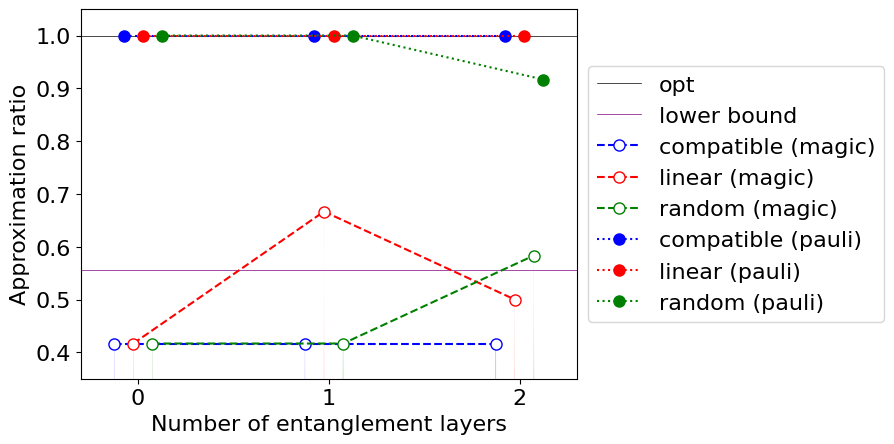 1.0
0.9
0.8
0.7
0.6
0.5
0.4
Approximation ratio
0 1 2
Number of entanglement layers
opt
lower bound
compatible (magic)
linear (magic)
random (magic)
compatible (pauli)
linear (pauli)
random (pauli)